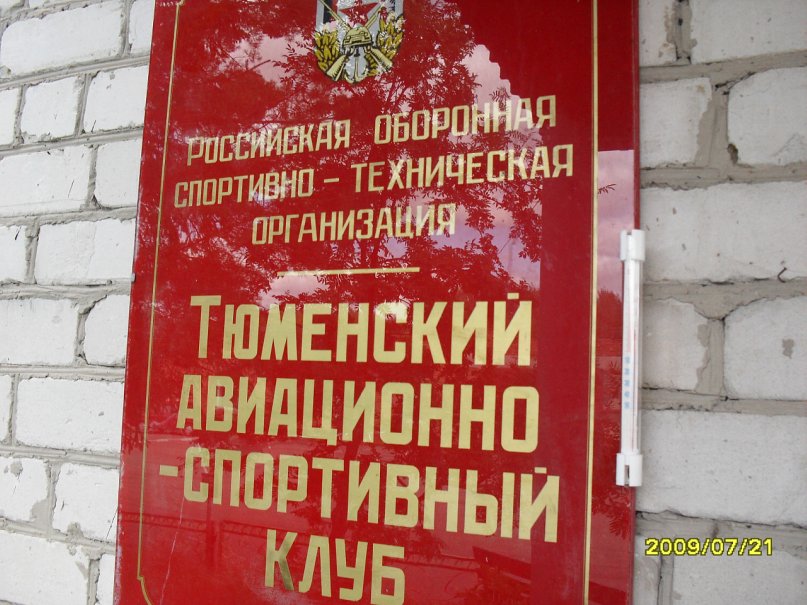 РОССИЙСКАЯ ОБОРОННАЯ
СПОРТИВНО - ТЕХНИЧЕСКАЯ
ОРГАНИЗАЦИЯ
ТЮМЕНСКИЙ
АВИАЦИОННО
-СПОРТИВНЫЙ
КЛУБ
2009/07/21